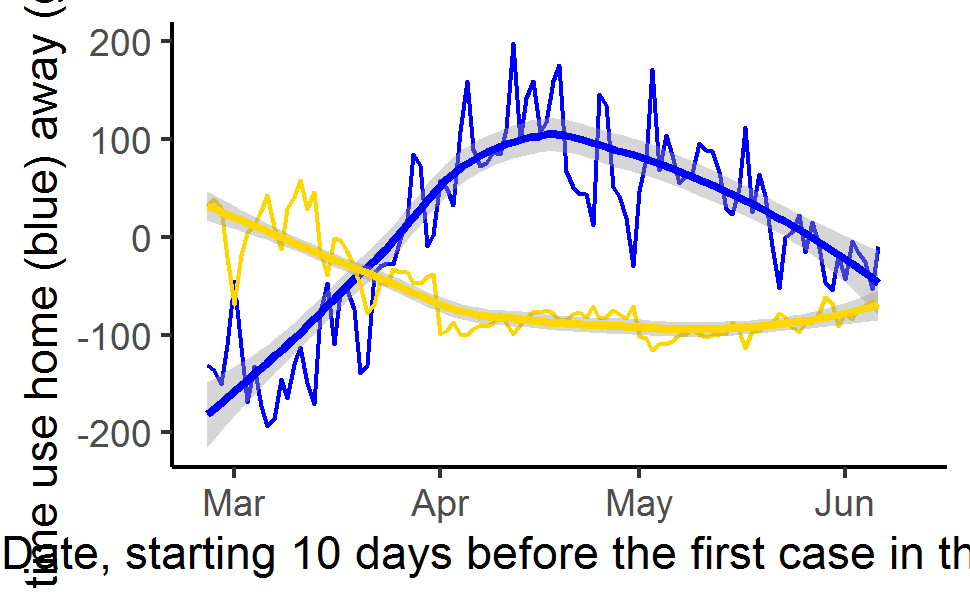 time use home (blue) away (
200
100
0
-100
-200
Mar Apr May Jun
Date, starting 10 days before the first case in th